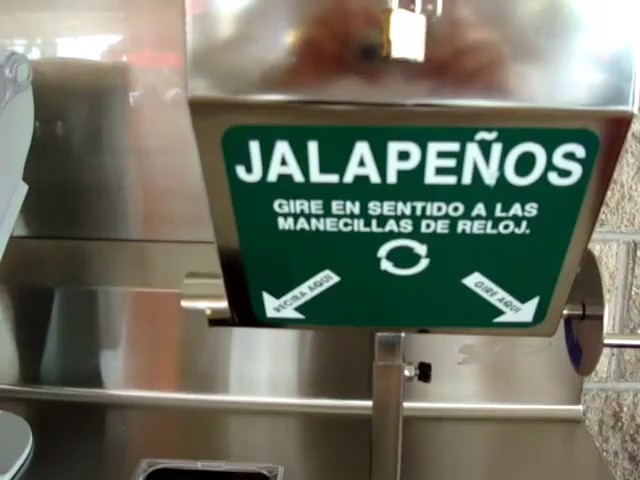 JALAPEÑOS
GIRE EN SENTIDO A LAS
MANECILLAS DE RELOJ.
RECIBA AQUI
GIRE AQUI